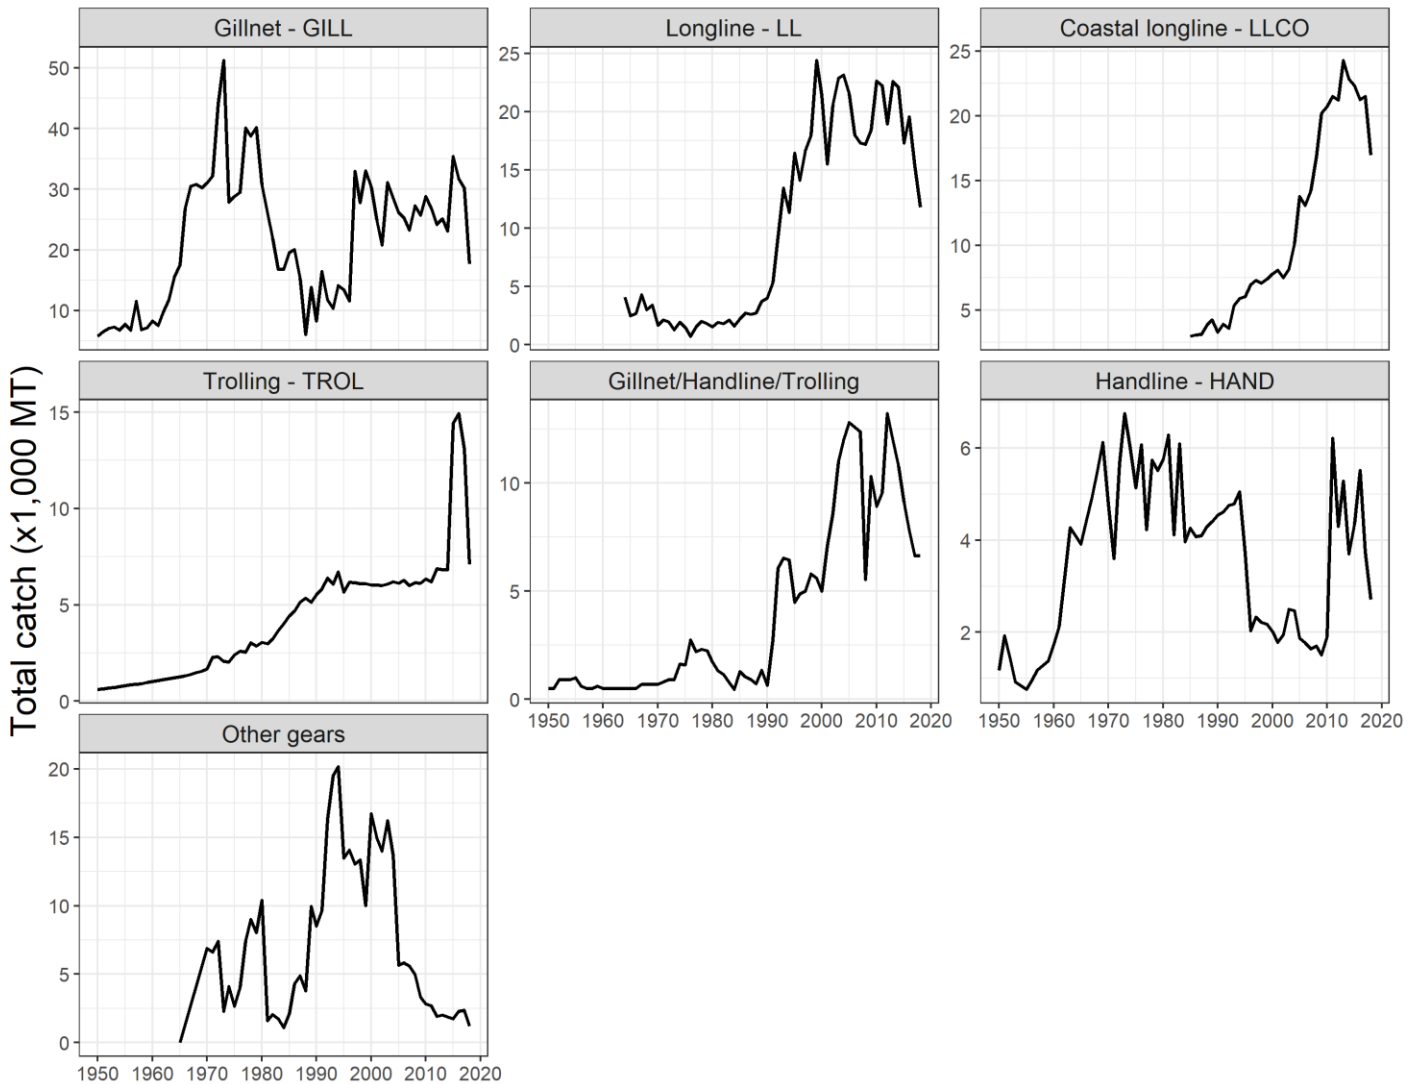 Gillnet - GILL
Longline - LL
Coastal longline - LLCO
50
40
30
20
10
25
20
15
10
5
0
25
20
15
10
5
Total catch (x1,000 MT)
Trolling - TROL
Gillnet/Handline/Trolling
Handline - HAND
15
10
5
0
10
5
0
6
4
2
1950 1960 1970 1980 1990 2000 2010 2020
1950 1960 1970 1980 1990 2000 2010 2020
Other gears
20
15
10
5
0
1950 1960 1970 1980 1990 2000 2010 2020